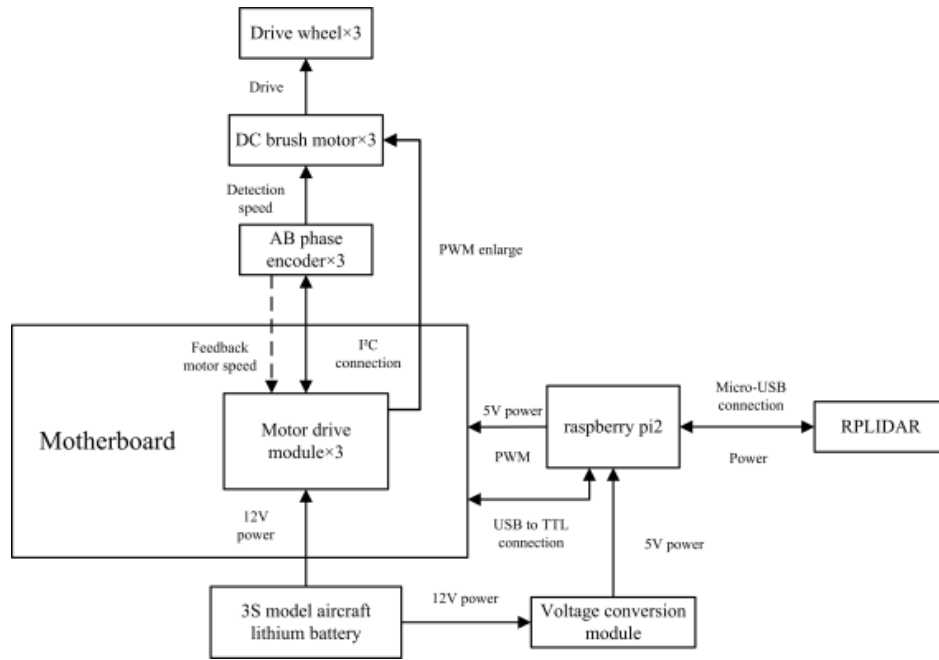 Drive wheel×3
Drive
DC brush motor×3
Detection
speed
AB phase
encoder×3
PWM enlarge
Feedback
motor speed
I²C
connection
Motherboard
Motor drive
module×3
5V power
PWM
raspberry pi2
Micro-USB
connection
Power
RPLIDAR
USB to TTL
connection
12V
power
5V power
3S model aircraft
lithium battery
12V power
Voltage conversion
module